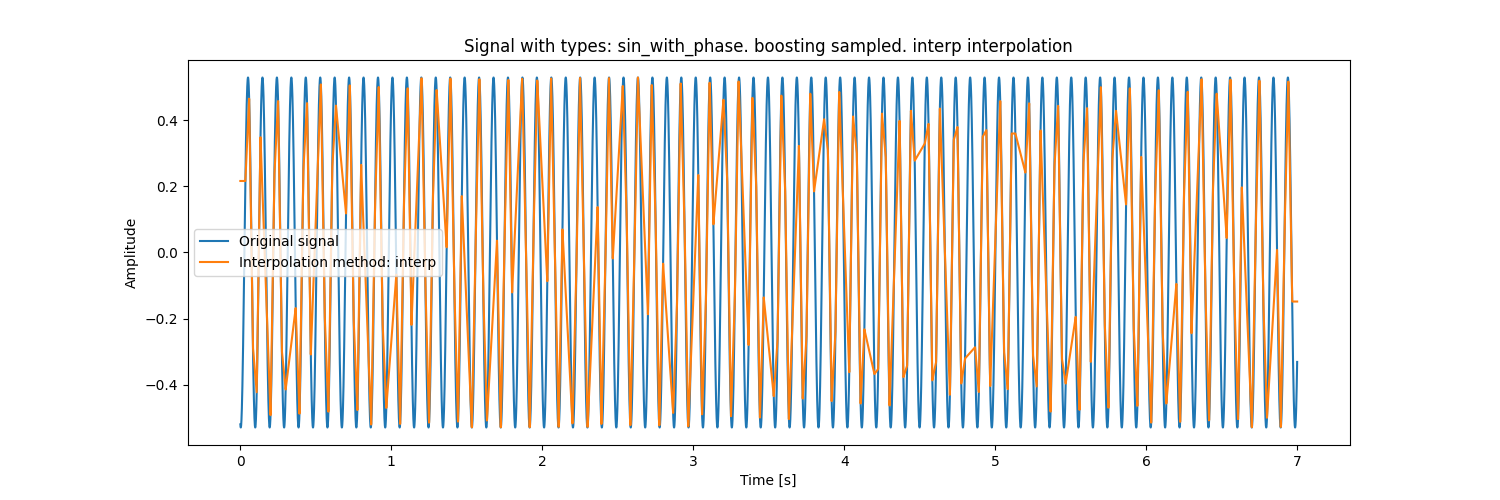 Signal with types: sin_with_phase. boosting sampled. interp interpolation
Amplitude
0.4
0.2
0.0
−0.2
−0.4
Original signal
Interpolation method: interp
0 1 2 3 4 5 6 7
Time [s]